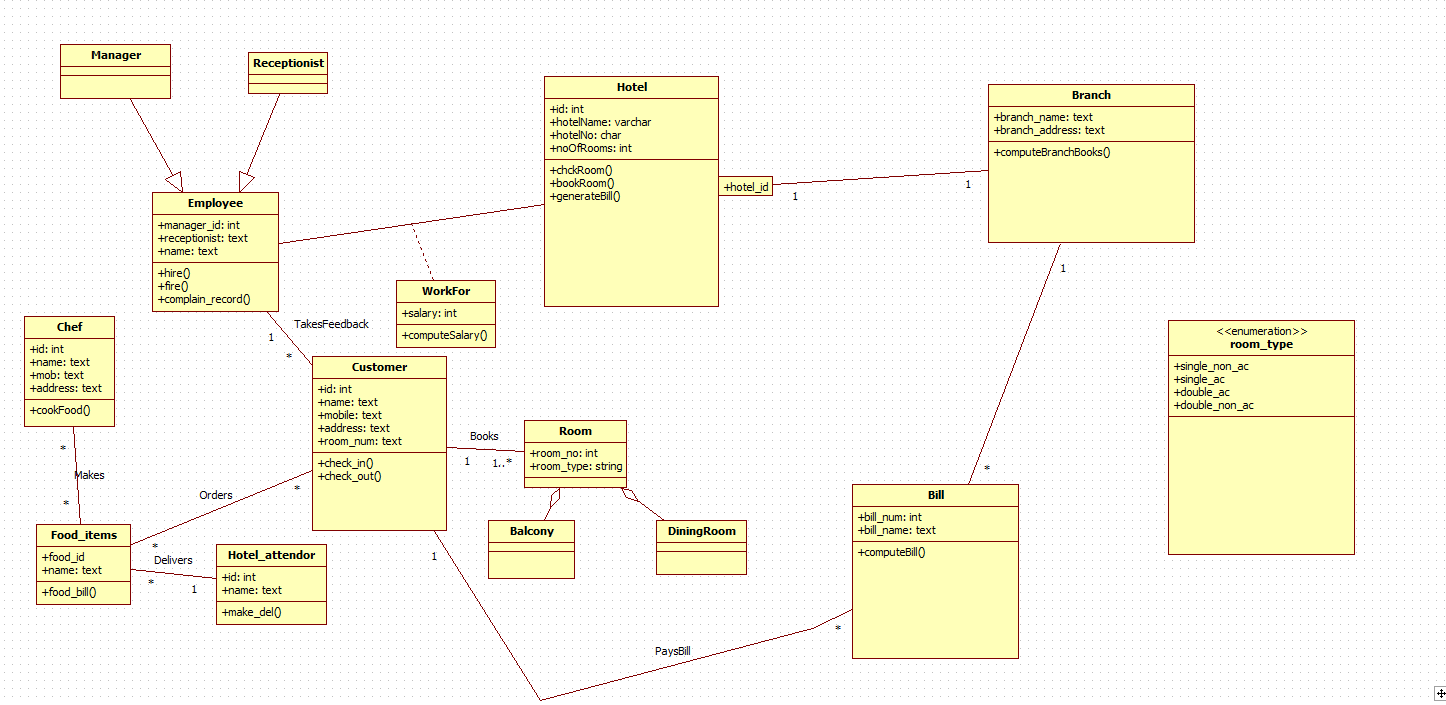 Manager
Receptionist
Hotel
+id: int
+hotelName: varchar
+hotelNo: char
+noOfRooms: int
+chckRoom()
+bookRoom()
+generateBill()
+hotel_id
1
1
Branch
+branch_name: text
+branch_address: text
+computeBranchBooks()
1
*
Employee
+manager_id: int
+receptionist: text
+name: text
+hire()
+fire()
+complain_record()
WorkFor
+salary: int
+computeSalary()
TakesFeedback
1
*
Chef
+id: int
+name: text
+mob: text
+address: text
+cookFood()
*
Makes
*
Customer
+id: int
+name: text
+mobile: text
+address: text
+room_num: text
+check_in()
+check_out()
Books
1
1..*
Room
+room_no: int
+room_type: string
Balcony
DiningRoom
<<enumeration>>
room_type
+single_non_ac
+single_ac
+double_ac
+double_non_ac
Orders
*
*
Food_items
+food_id
+name: text
+food_bill()
Delivers
*
1
Hotel_attendor
+id: int
+name: text
+make_del()
Bill
+bill_num: int
+bill_name: text
+computeBill()
1
PaysBill
*